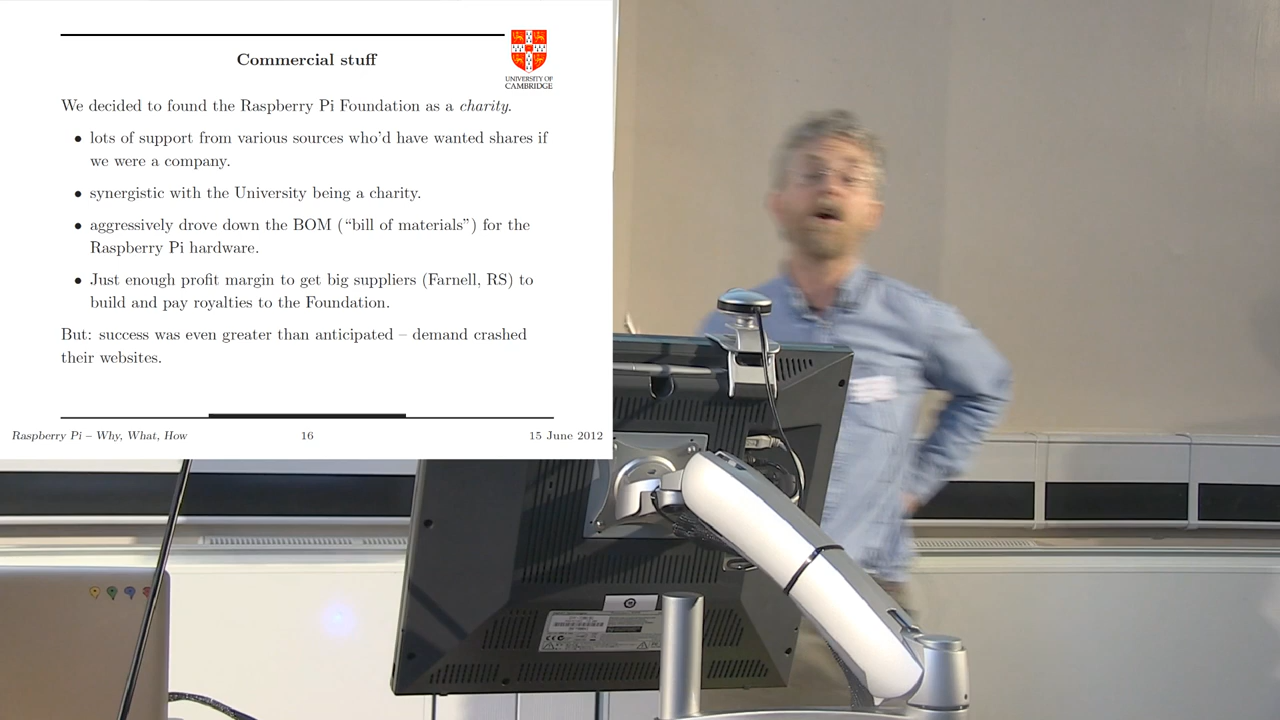 Commercial stuff
UNIVERSITY OF
CAMBRIDGE
We decided to found the Raspberry Pi Foundation as a charity.
• lots of support from various sources who'd have wanted shares if
we were a company.
• synergistic with the University being a charity.
• aggressively drove down the BOM (“bill of materials”) for the
Raspberry Pi hardware.
• Just enough profit margin to get big suppliers (Farnell, RS) to
build and pay royalties to the Foundation.
But: success was even greater than anticipated – demand crashed
their websites.
Raspberry Pi – Why, What, How 16 15 June 2012